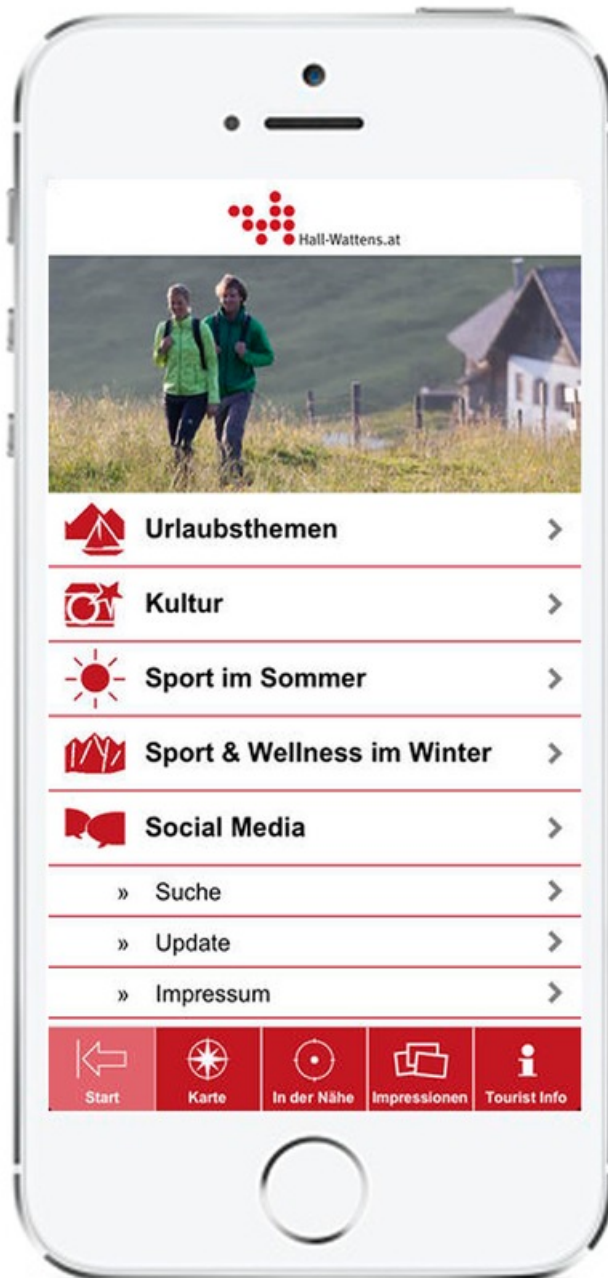 Hall-Wattens.at
Urlaubsthemen
Kultur
Sport im Sommer
Sport & Wellness im Winter
Social Media
» Suche
» Update
» Impressum
Start
Karte
In der Nähe
Impressionen
Tourist Info